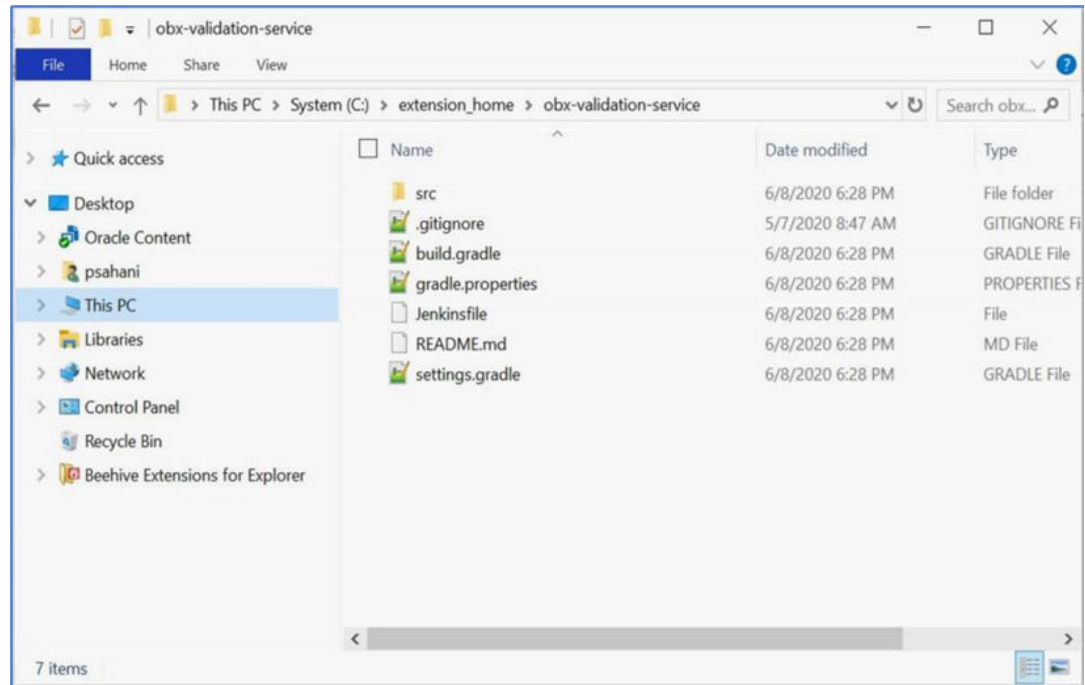 obx-validation-service
File Home Share View
This PC > System (C:) > extension_home > obx-validation-service Search obx...
Quick access
Desktop
Oracle Content
psahani
This PC
Libraries
Network
Control Panel
Recycle Bin
Beehive Extensions for Explorer
Name Date modified Type
src 6/8/2020 6:28 PM File folder
.gitignore 5/7/2020 8:47 AM GITIGNORE Fi
build.gradle 6/8/2020 6:28 PM GRADLE File
gradle.properties 6/8/2020 6:28 PM PROPERTIES F
Jenkinsfile 6/8/2020 6:28 PM File
README.md 6/8/2020 6:28 PM MD File
settings.gradle 6/8/2020 6:28 PM GRADLE File
7 items